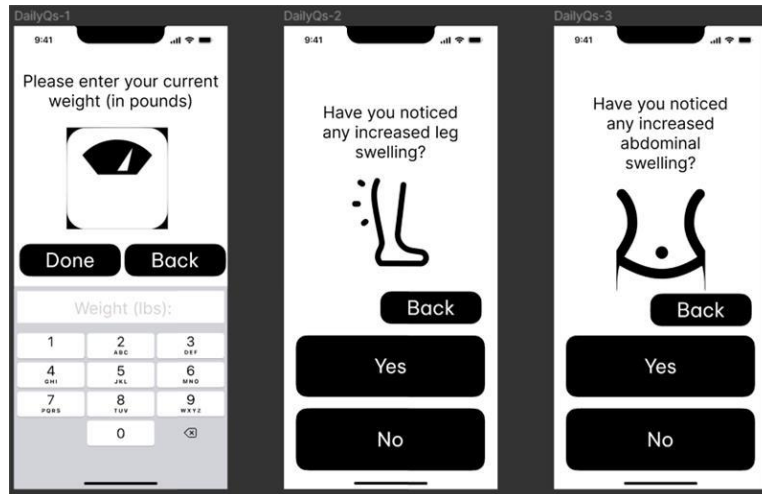 DailyQs-1
9:41
Please enter your current
weight (in pounds)
Done
Back
Weight (lbs):
1
2
ABC
3
DEF
4
GHI
5
JKL
6
MNO
7
PQRS
8
TUV
9
WXYZ
0
DailyQs-2
9:41
Have you noticed
any increased leg
swelling?
Back
Yes
No
DailyQs-3
9:41
Have you noticed
any increased
abdominal
swelling?
Back
Yes
No